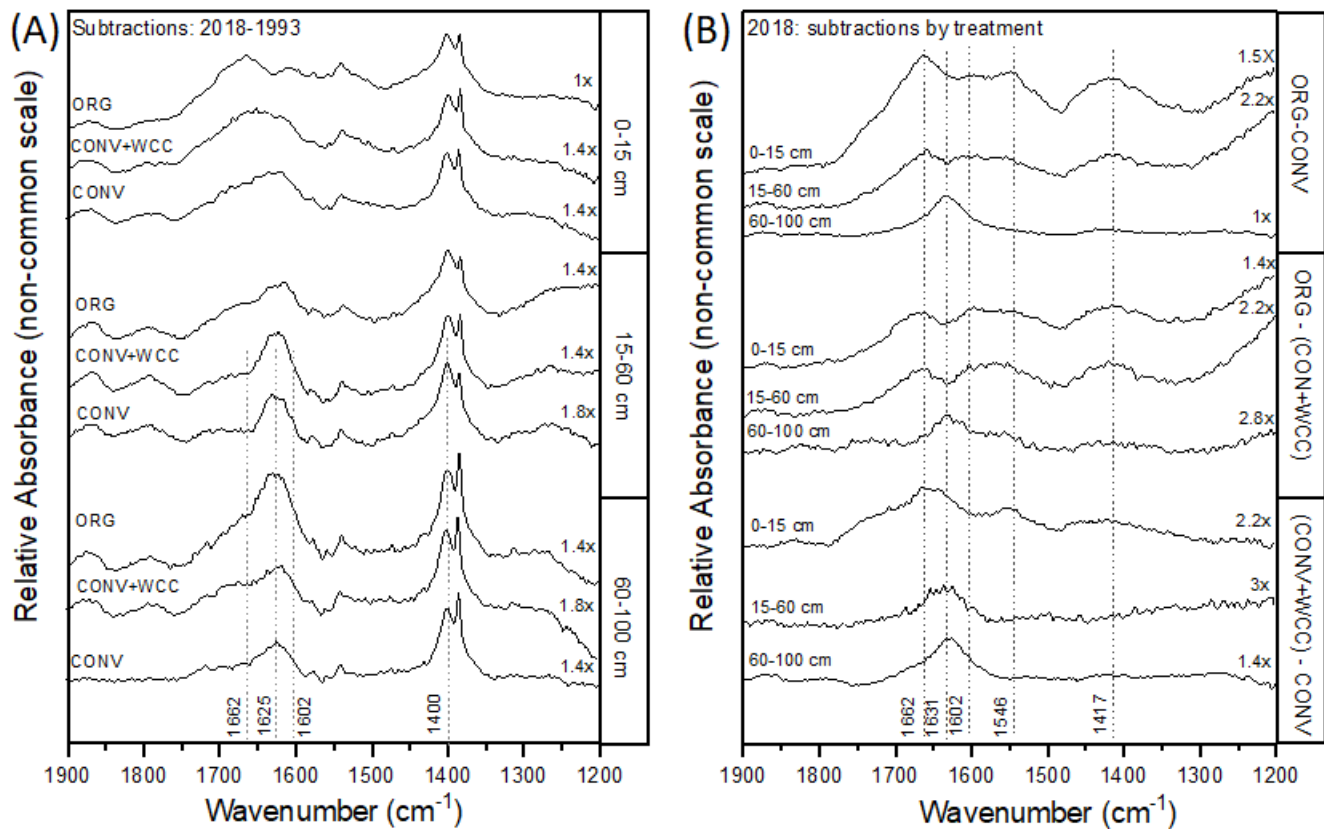 (A)
Subtractions: 2018-1993
ORG
1x
CONV+WCC
1.4x
CONV
1.4x
0-15 cm
ORG
1.4x
CONV+WCC
1.4x
CONV
1.8x
15-60 cm
ORG
1.4x
CONV+WCC
1.8x
CONV
1.4x
60-100 cm
1662
1625
1602
1400
1900
1800
1700
1600
1500
1400
1300
1200
Wavenumber (cm⁻¹)
Relative Absorbance (non-common scale)
(B)
2018: subtractions by treatment
1.5X
0-15 cm
2.2x
15-60 cm
60-100 cm
1x
ORG-CONV
1.4x
0-15 cm
2.2x
15-60 cm
60-100 cm
2.8x
ORG - (CON+WCC)
0-15 cm
2.2x
15-60 cm
3x
60-100 cm
1.4x
(CONV+WCC) - CONV
1662
1631
1602
1546
1417
1900
1800
1700
1600
1500
1400
1300
1200
Wavenumber (cm⁻¹)
Relative Absorbance (non-common scale)